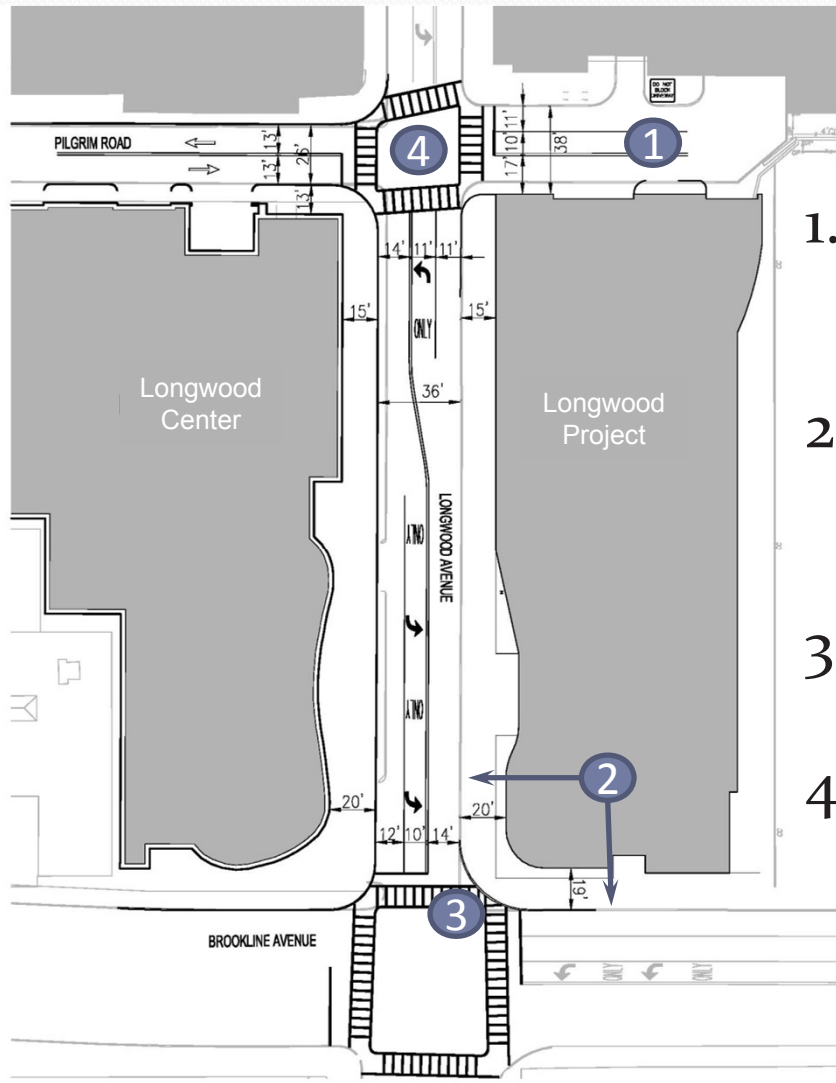 DO NOT
BLOCK
DRIVEWAY
PILGRIM ROAD
13'
13'
26'
13'
4
11'
10'
17'
38'
1
1.
14'
11'
11'
ONLY
15'
15'
36'
Longwood
Center
Longwood
Project
2
LONGWOOD AVENUE
ONLY
3
ONLY
2
4
20'
20'
12'
10'
14'
19'
3
BROOKLINE AVENUE
ONLY
ONLY